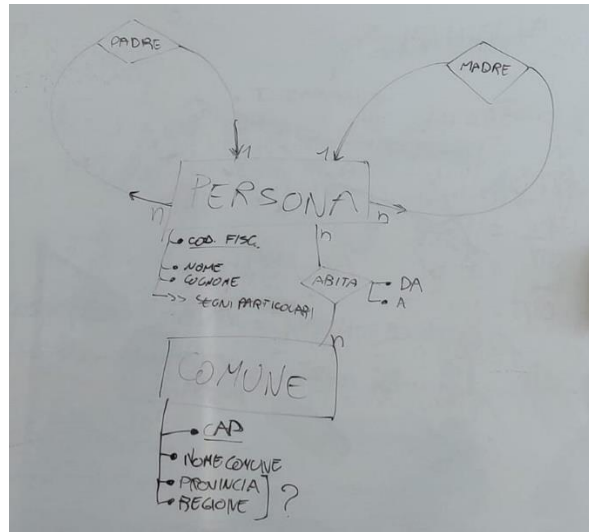 PADRE
MADRE
1
1
PERSONA
n
n
COD. FISC.
n
NOME
COGNOME
SEGNI PARTICOLARI
ABITA
DA
A
n
COMUNE
CAP
NOME COMUNE
PROVINCIA
REGIONE
?